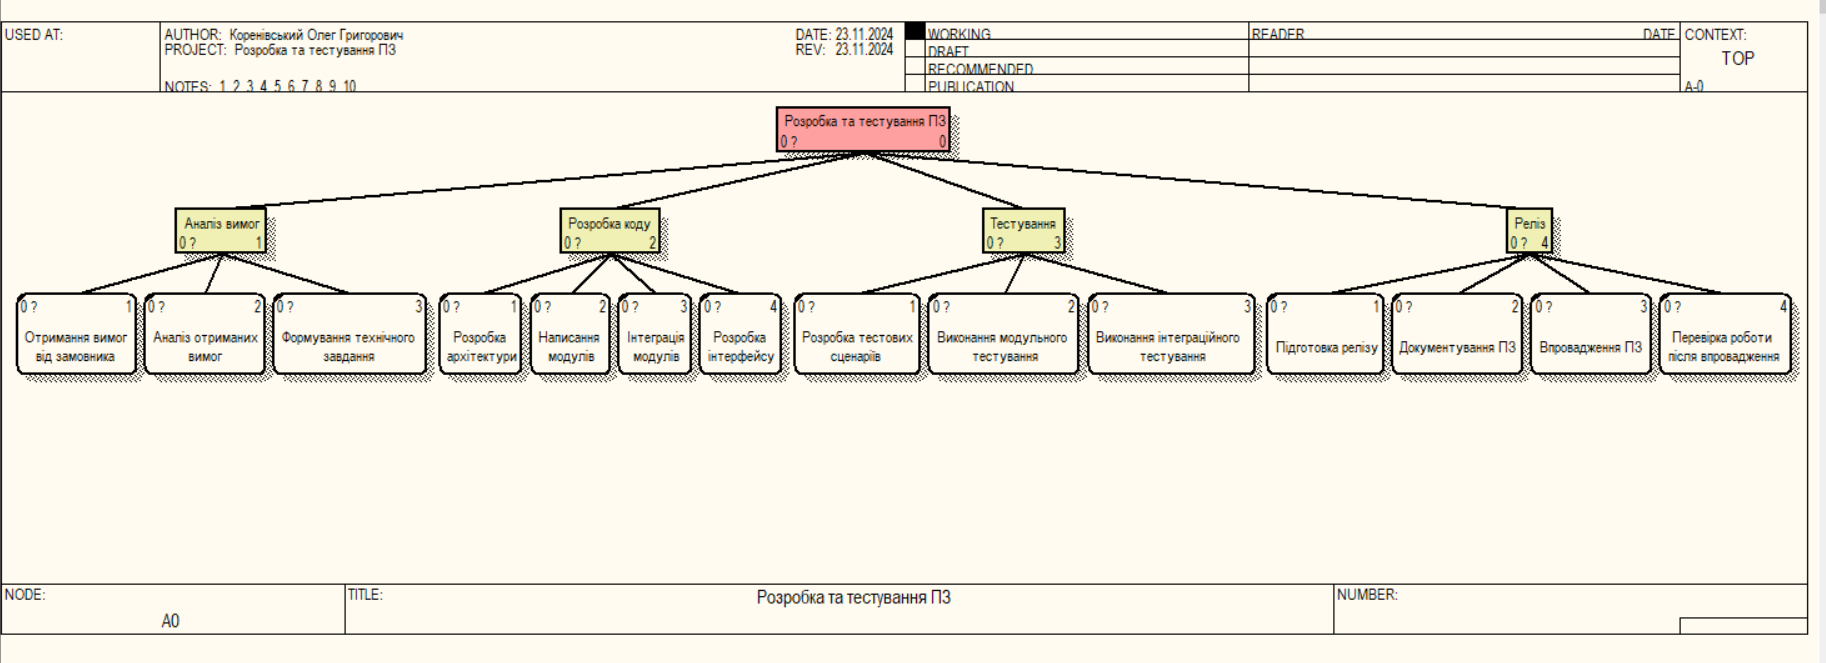 USED AT:
AUTHOR: Коренівський Олег Григорович
PROJECT: Розробка та тестування ПЗ
NOTES: 1 2 3 4 5 6 7 8 9 10
DATE: 23.11.2024
REV: 23.11.2024
WORKING
DRAFT
RECOMMENDED
PUBLICATION
READER DATE
CONTEXT:
TOP
A-0
Розробка та тестування ПЗ
0 ? 0
Аналіз вимог
0 ? 1
Розробка коду
0 ? 2
Тестування
0 ? 3
Реліз
0 ? 4
0 ? 1
Отримання вимог
від замовника
0 ? 2
Аналіз отриманих
вимог
0 ? 3
Формування технічного
завдання
0 ? 1
Розробка
архітектури
0 ? 2
Написання
модулів
0 ? 3
Інтеграція
модулів
0 ? 4
Розробка
інтерфейсу
0 ? 1
Розробка тестових
сценаріїв
0 ? 2
Виконання модульного
тестування
0 ? 3
Виконання інтеграційного
тестування
0 ? 1
Підготовка релізу
0 ? 2
Документування ПЗ
0 ? 3
Впровадження ПЗ
0 ? 4
Перевірка роботи
після впровадження
NODE:
A0
TITLE:
Розробка та тестування ПЗ
NUMBER: